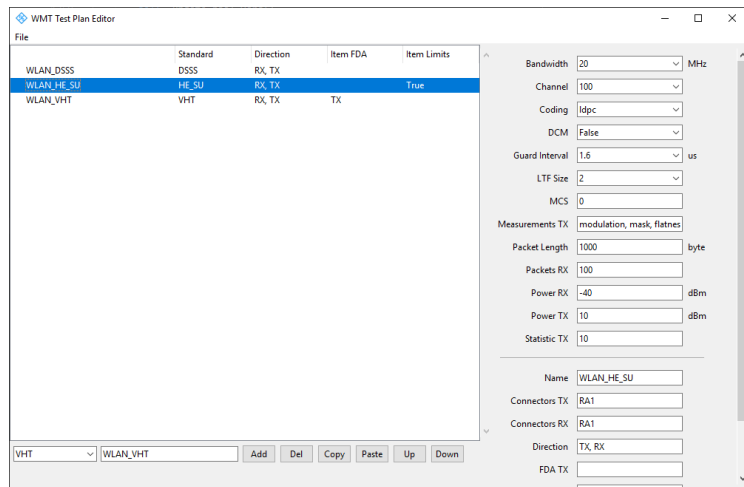 WMT Test Plan Editor
File
Standard Direction Item FDA Item Limits
WLAN_DSSS DSSS RX, TX
WLAN_HE_SU HE_SU RX, TX True
WLAN_VHT VHT RX, TX TX
Bandwidth 20 MHz
Channel 100
Coding ldpc
DCM False
Guard Interval 1.6 us
LTF Size 2
MCS 0
Measurements TX modulation, mask, flatnes
Packet Length 1000 byte
Packets RX 100
Power RX -40 dBm
Power TX 10 dBm
Statistic TX 10
Name WLAN_HE_SU
Connectors TX RA1
Connectors RX RA1
Direction TX, RX
FDA TX
VHT WLAN_VHT Add Del Copy Paste Up Down